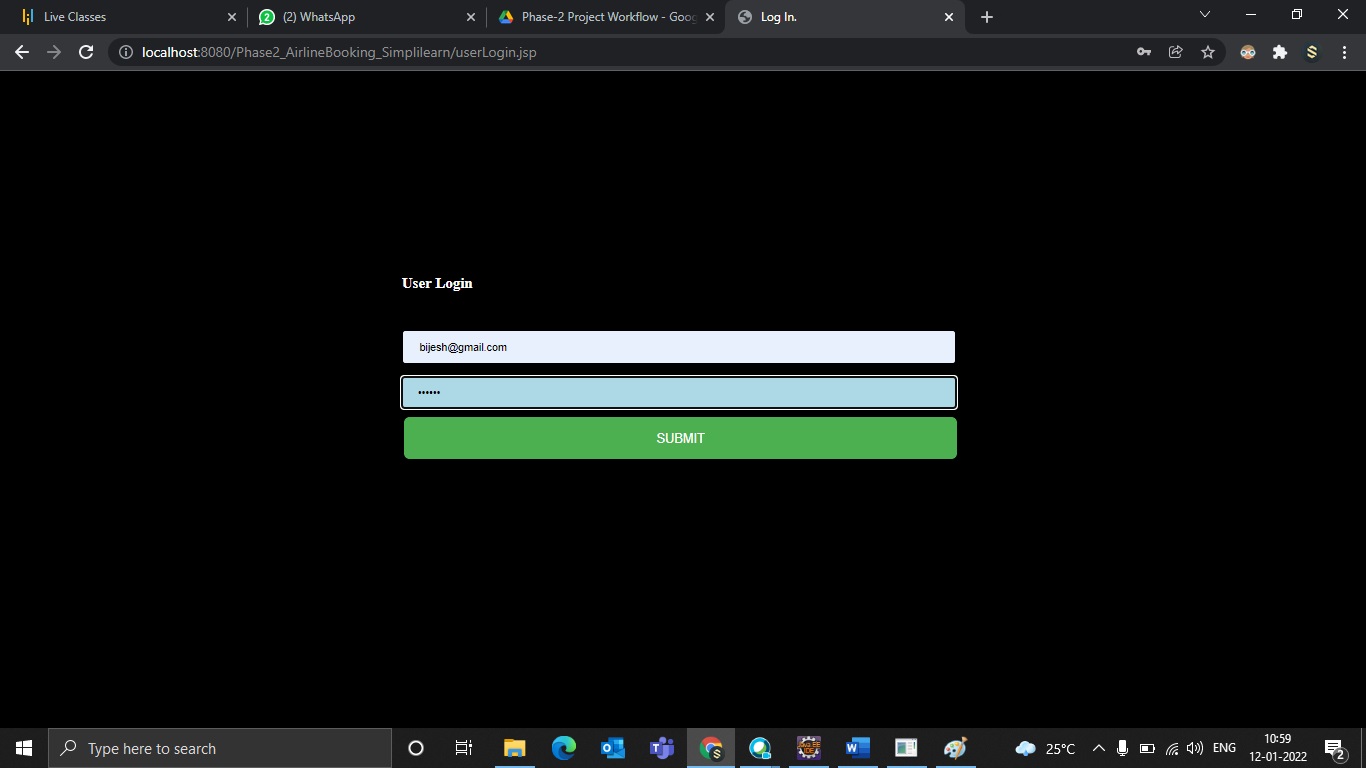 Live Classes
(2) WhatsApp
Phase-2 Project Workflow - Goog
Log In.
localhost:8080/Phase2_AirlineBooking_Simplilearn/userLogin.jsp
User Login
bijesh@gmail.com
••••••
SUBMIT
Type here to search
25°C
ENG
10:59
12-01-2022
2